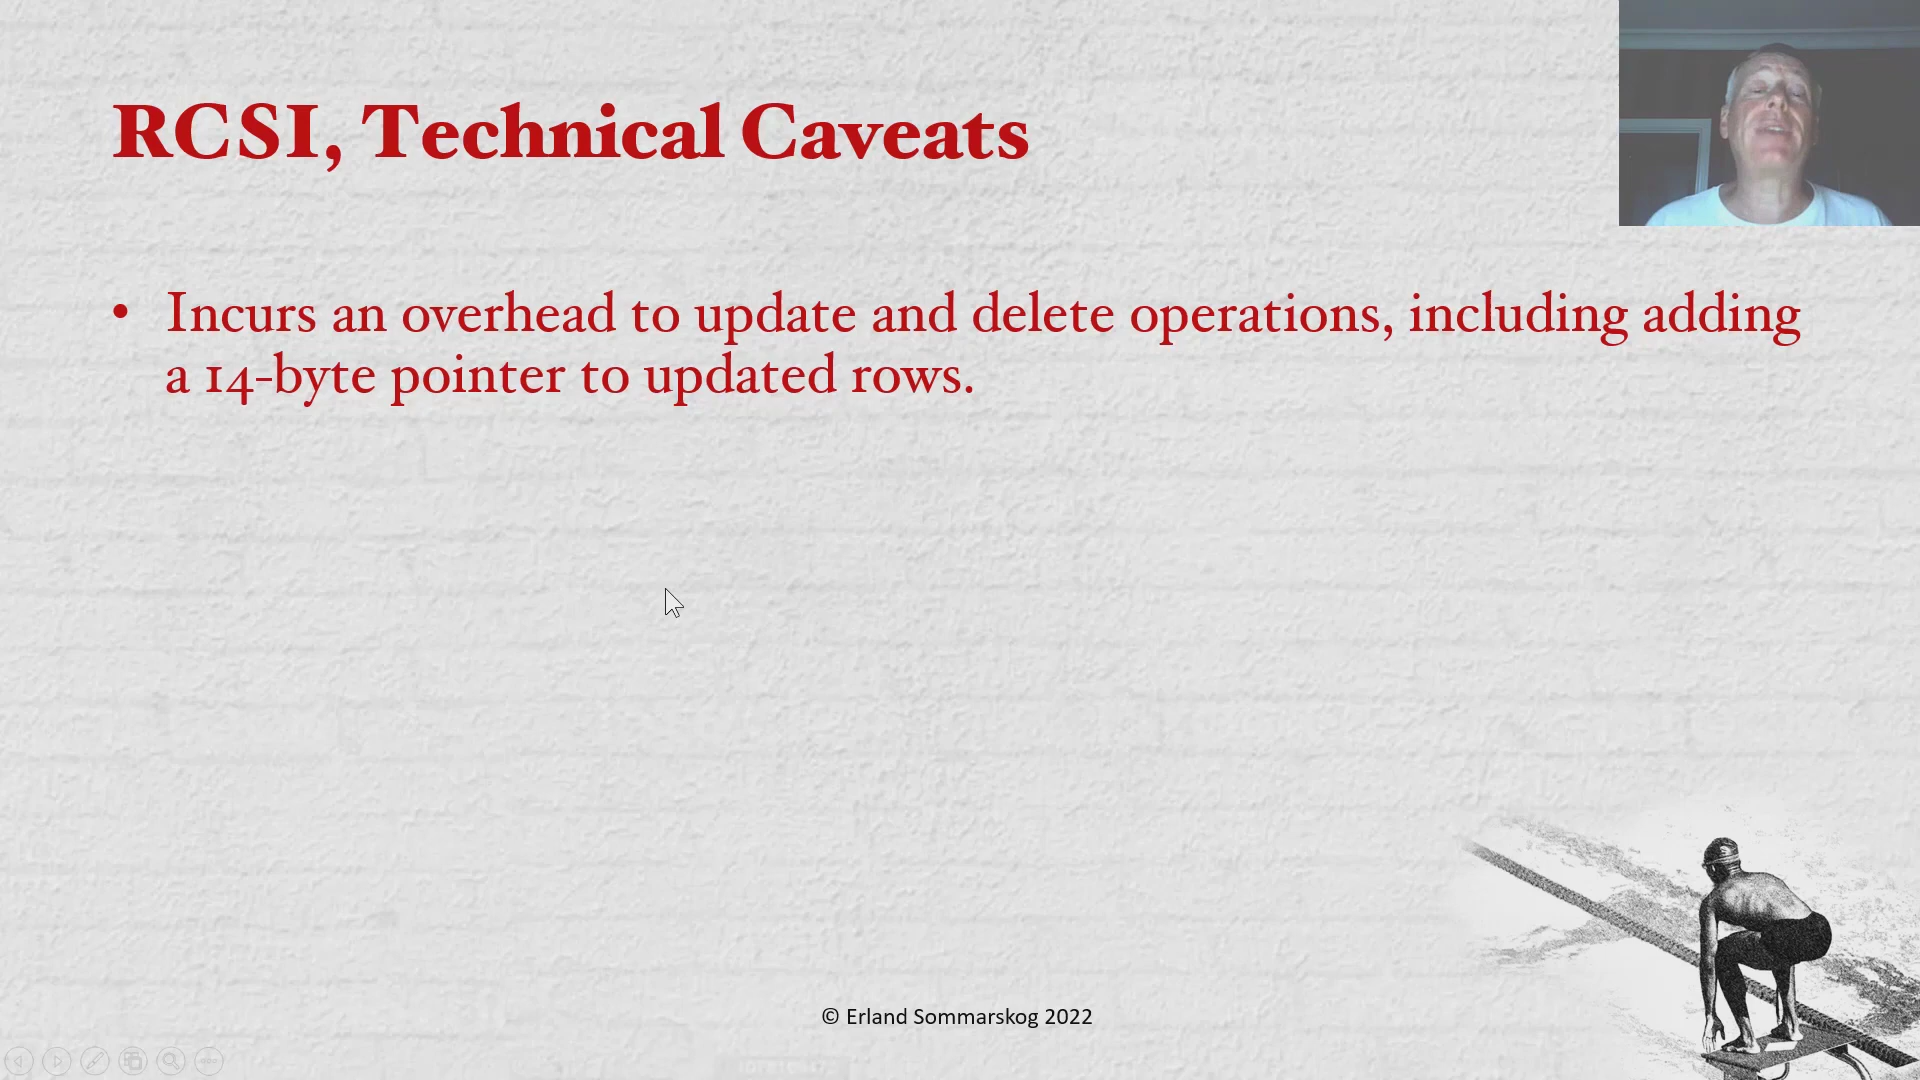 RCSI, Technical Caveats
• Incurs an overhead to update and delete operations, including adding
a 14-byte pointer to updated rows.
© Erland Sommarskog 2022